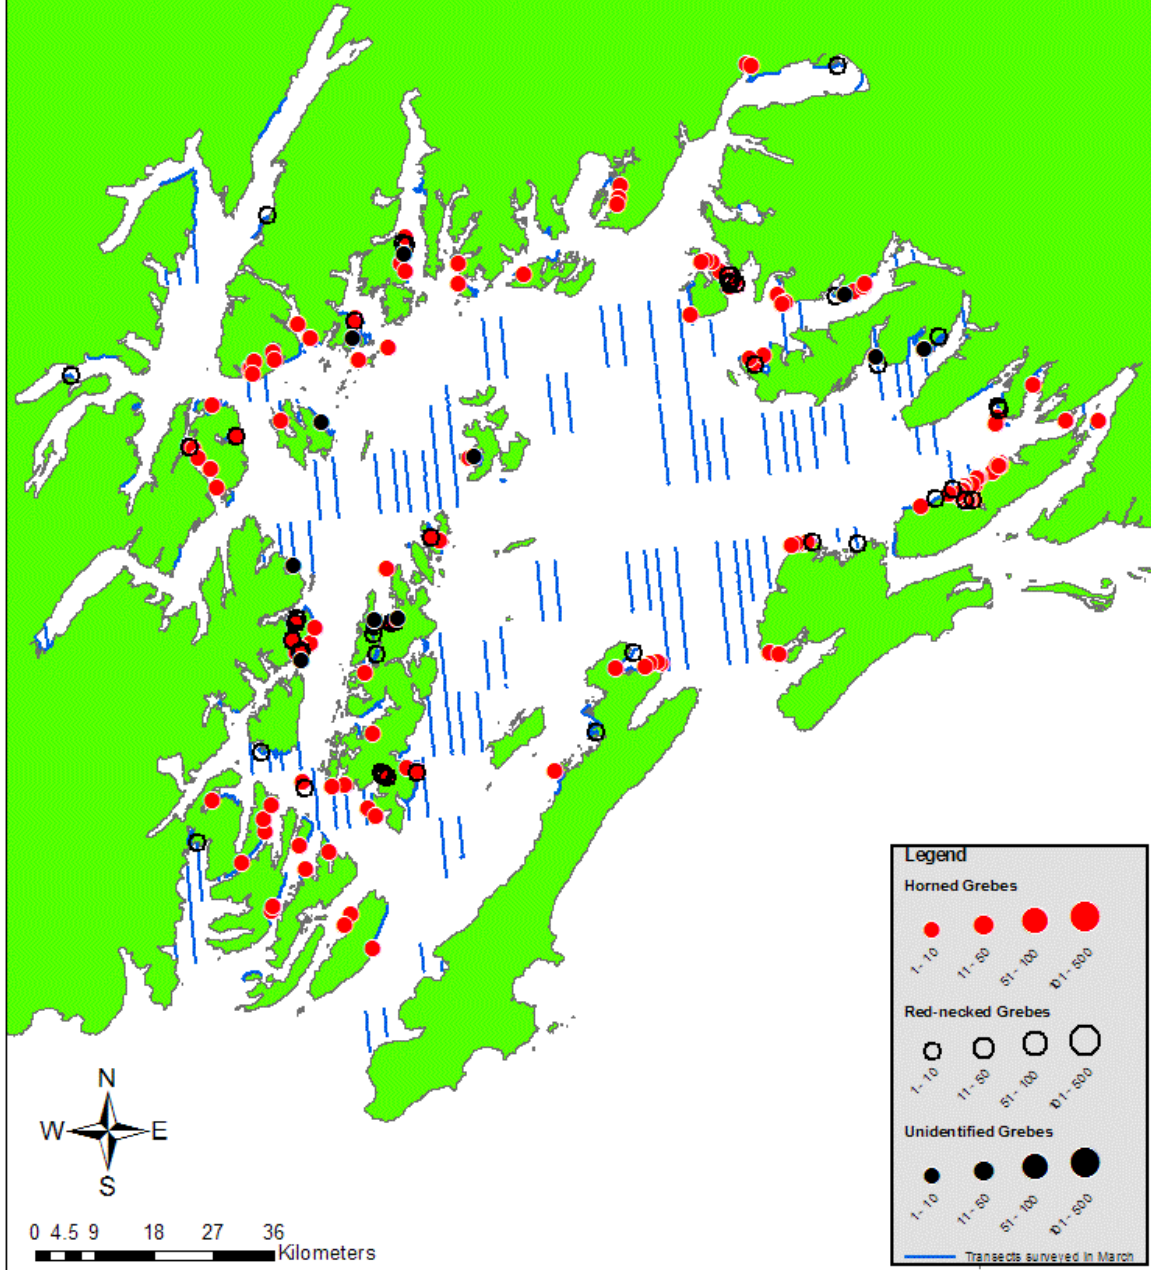 Legend
Horned Grebes
1 - 10 11 - 50 51 - 100 101 - 500
Red-necked Grebes
1 - 10 11 - 50 51 - 100 101 - 500
Unidentified Grebes
1 - 10 11 - 50 51 - 100 101 - 500
Transects surveyed in March
N
W E
S
0 4.5 9 18 27 36
Kilometers